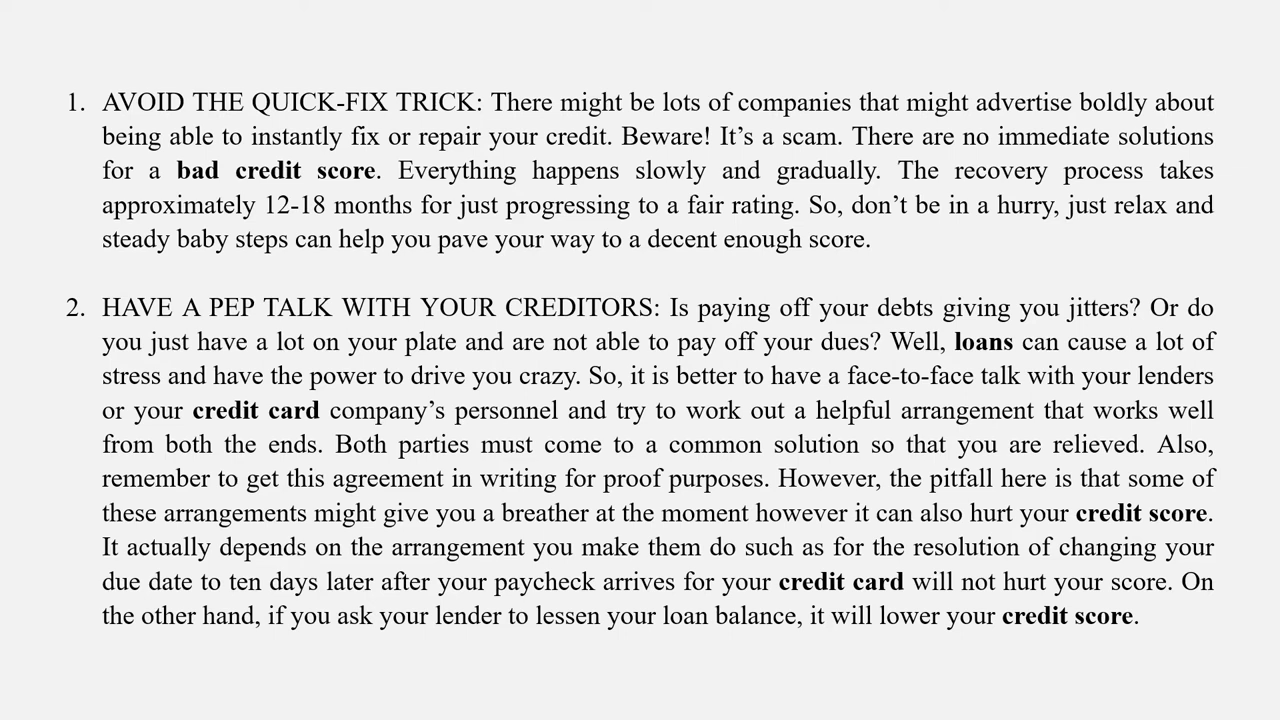 1. AVOID THE QUICK-FIX TRICK: There might be lots of companies that might advertise boldly about
being able to instantly fix or repair your credit. Beware! It’s a scam. There are no immediate solutions
for a bad credit score. Everything happens slowly and gradually. The recovery process takes
approximately 12-18 months for just progressing to a fair rating. So, don’t be in a hurry, just relax and
steady baby steps can help you pave your way to a decent enough score.
2. HAVE A PEP TALK WITH YOUR CREDITORS: Is paying off your debts giving you jitters? Or do
you just have a lot on your plate and are not able to pay off your dues? Well, loans can cause a lot of
stress and have the power to drive you crazy. So, it is better to have a face-to-face talk with your lenders
or your credit card company’s personnel and try to work out a helpful arrangement that works well
from both the ends. Both parties must come to a common solution so that you are relieved. Also,
remember to get this agreement in writing for proof purposes. However, the pitfall here is that some of
these arrangements might give you a breather at the moment however it can also hurt your credit score.
It actually depends on the arrangement you make them do such as for the resolution of changing your
due date to ten days later after your paycheck arrives for your credit card will not hurt your score. On
the other hand, if you ask your lender to lessen your loan balance, it will lower your credit score.